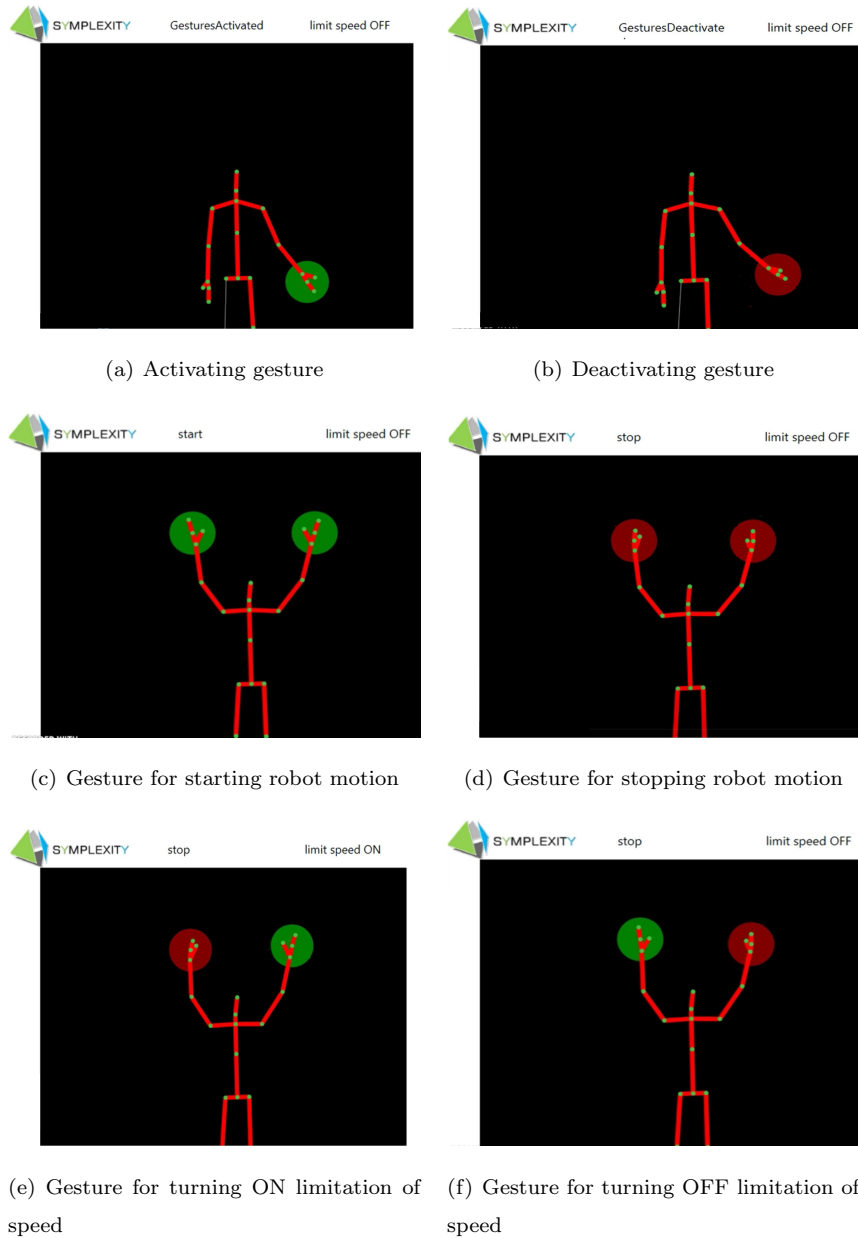 SYMPLEXITY GesturesActivated limit speed OFF
SYMPLEXITY GesturesDeactivate limit speed OFF
(a) Activating gesture
(b) Deactivating gesture
SYMPLEXITY start limit speed OFF
SYMPLEXITY stop limit speed OFF
(c) Gesture for starting robot motion
(d) Gesture for stopping robot motion
SYMPLEXITY stop limit speed ON
SYMPLEXITY stop limit speed OFF
(e) Gesture for turning ON limitation of
speed
(f) Gesture for turning OFF limitation of
speed